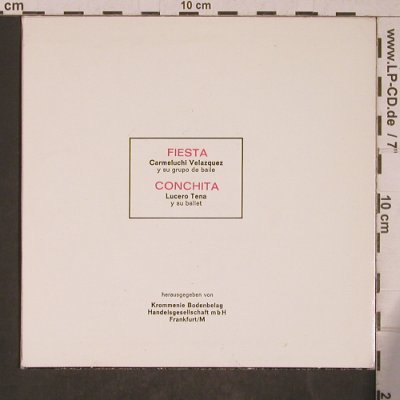 cm
10 cm
www.LP-CD.de / 7"
10 cm
FIESTA
Carmeluchi Velazquez
y su grupo de baile
CONCHITA
Lucero Tena
y su ballet
herausgegeben von
Krommenie Bodenbelag
Handelsgesellschaft mbH
Frankfurt/M